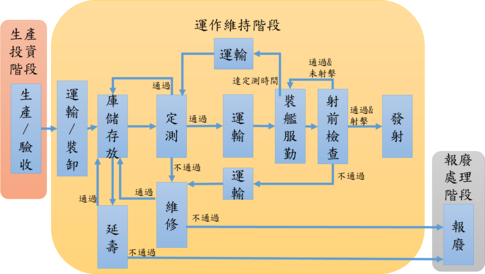 運作維持階段
生產
投資
階段
生產/驗收
運輸/裝卸
庫儲存放
通過
定測
通過
運輸
運輸
達定測時間
裝艦服勤
通過&
未射擊
射前檢查
通過&
射擊
發射
不通過
運輸
不通過
通過
通過
維修
不通過
延壽
不通過
報廢
處理
階段
報廢